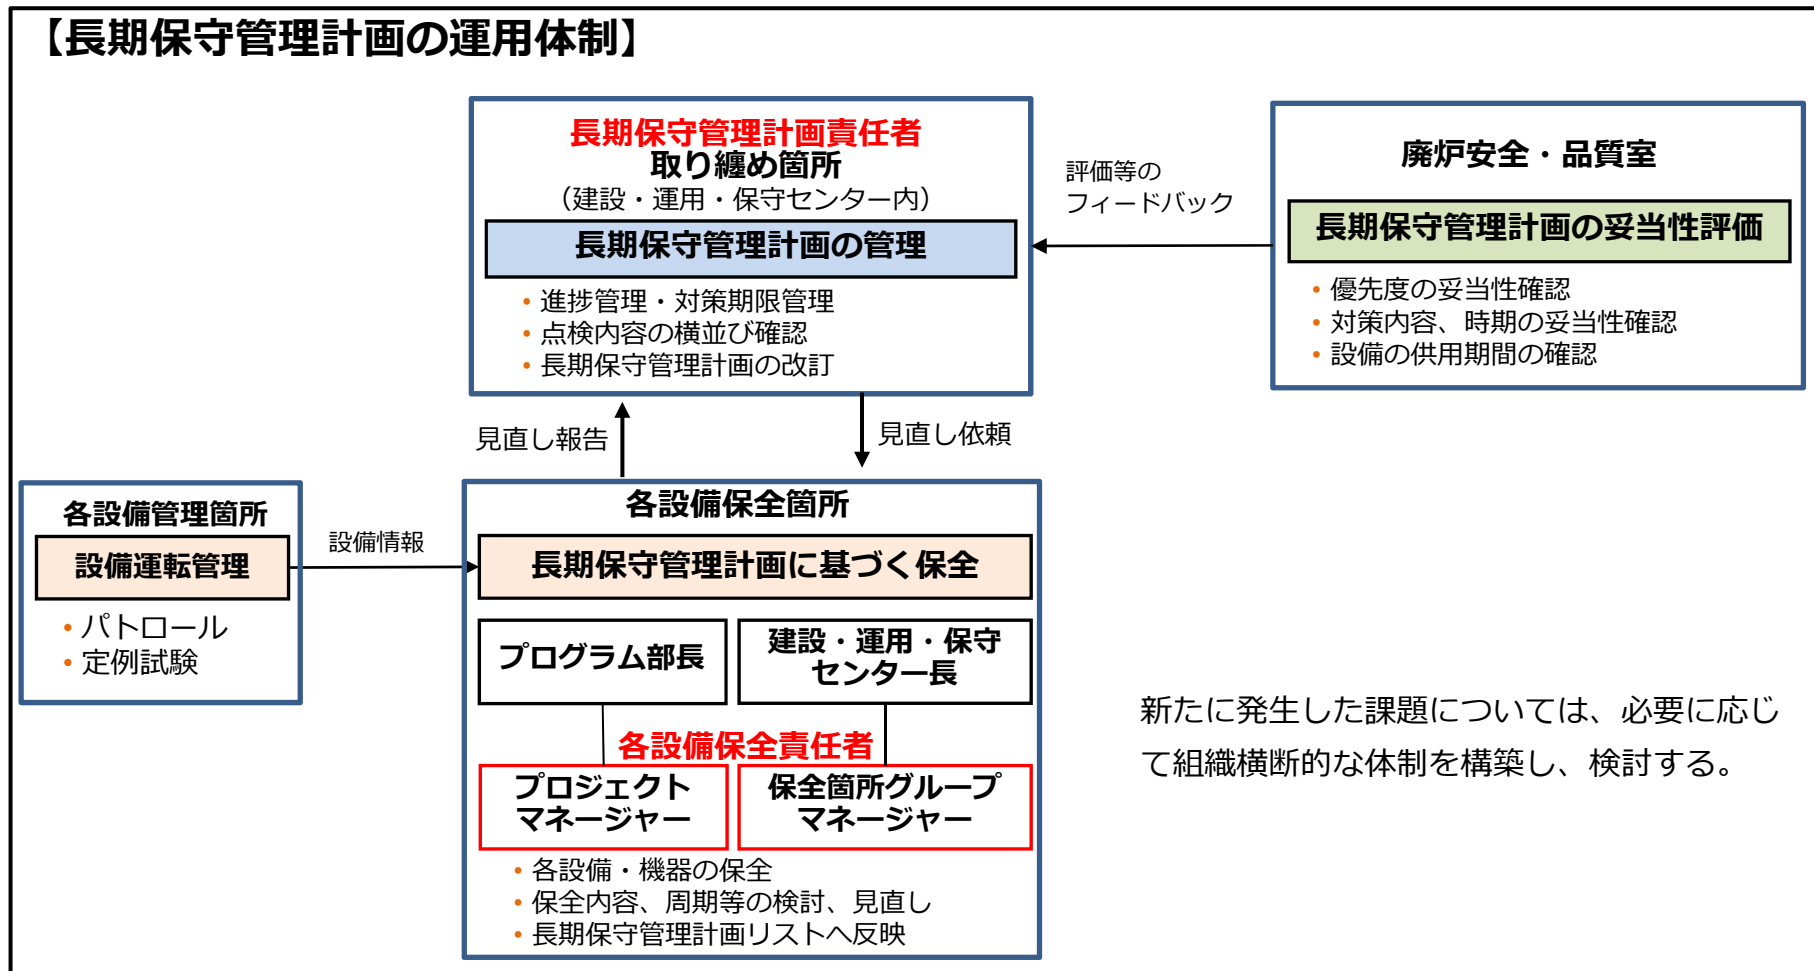 【長期保守管理計画の運用体制】
長期保守管理計画責任者
取り纏め箇所
（建設・運用・保守センター内）
長期保守管理計画の管理
• 進捗管理・対策期限管理
• 点検内容の横並び確認
• 長期保守管理計画の改訂
評価等の
フィードバック
廃炉安全・品質室
長期保守管理計画の妥当性評価
• 優先度の妥当性確認
• 対策内容、時期の妥当性確認
• 設備の供用期間の確認
見直し報告
見直し依頼
各設備管理箇所
設備運転管理
• パトロール
• 定例試験
設備情報
各設備保全箇所
長期保守管理計画に基づく保全
プログラム部長
建設・運用・保守
センター長
各設備保全責任者
プロジェクト
マネージャー
保全箇所グループ
マネージャー
• 各設備・機器の保全
• 保全内容、周期等の検討、見直し
• 長期保守管理計画リストへ反映
新たに発生した課題については、必要に応じ
て組織横断的な体制を構築し、検討する。